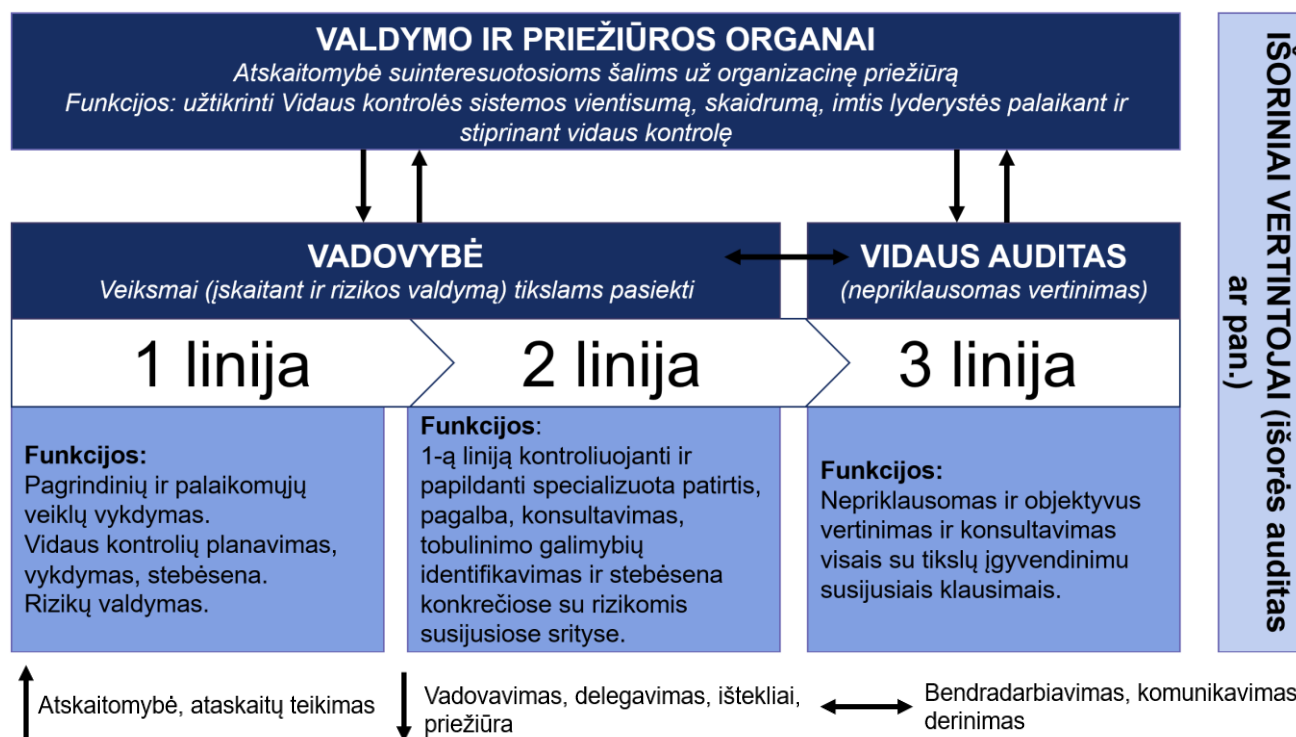 VALDYMO IR PRIEŽIŪROS ORGANAI
Atskaitomybė suinteresuotosioms šalims už organizacinę priežiūrą
Funkcijos: užtikrinti Vidaus kontrolės sistemos vientisumą, skaidrumą, imtis lyderystės palaikant ir
stiprinant vidaus kontrolę
VADOVYBĖ
Veiksmai (įskaitant ir rizikos valdymą) tikslams pasiekti
VIDAUS AUDITAS
(nepriklausomas vertinimas)
1 linija
2 linija
3 linija
Funkcijos:
Pagrindinių ir palaikomųjų
veiklų vykdymas.
Vidaus kontrolių planavimas,
vykdymas, stebėsena.
Rizikų valdymas.
Funkcijos:
1-ą liniją kontroliuojanti ir
papildanti specializuota patirtis,
pagalba, konsultavimas,
tobulinimo galimybių
identifikavimas ir stebėsena
konkrečiose su rizikomis
susijusiose srityse.
Funkcijos:
Nepriklausomas ir objektyvus
vertinimas ir konsultavimas
visais su tikslų įgyvendinimu
susijusiais klausimais.
IŠORINIAI VERTINTOJAI (išorės auditas
ar pan.)
Atskaitomybė, ataskaitų teikimas
Vadovavimas, delegavimas, ištekliai,
priežiūra
Bendradarbiavimas, komunikavimas
derinimas